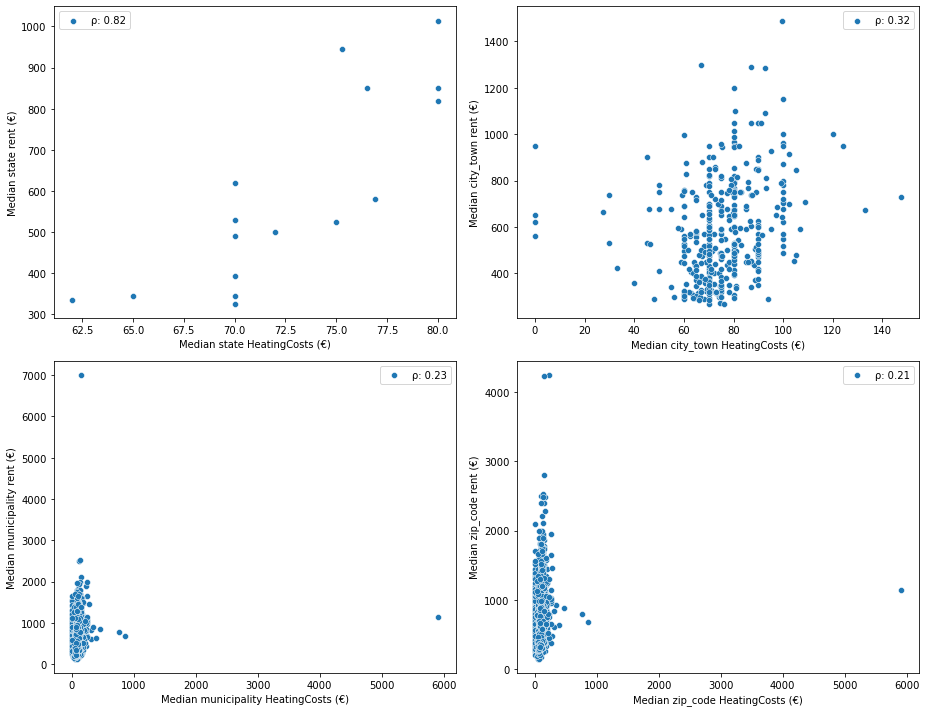 ρ: 0.82
1000
900
800
700
600
500
400
300
Median state rent (€)
62.5 65.0 67.5 70.0 72.5 75.0 77.5 80.0
Median state HeatingCosts (€)
ρ: 0.32
1400
1200
1000
800
600
400
Median city_town rent (€)
0 20 40 60 80 100 120 140
Median city_town HeatingCosts (€)
ρ: 0.23
7000
6000
5000
4000
3000
2000
1000
0
Median municipality rent (€)
0 1000 2000 3000 4000 5000 6000
Median municipality HeatingCosts (€)
ρ: 0.21
4000
3000
2000
1000
0
Median zip_code rent (€)
0 1000 2000 3000 4000 5000 6000
Median zip_code HeatingCosts (€)